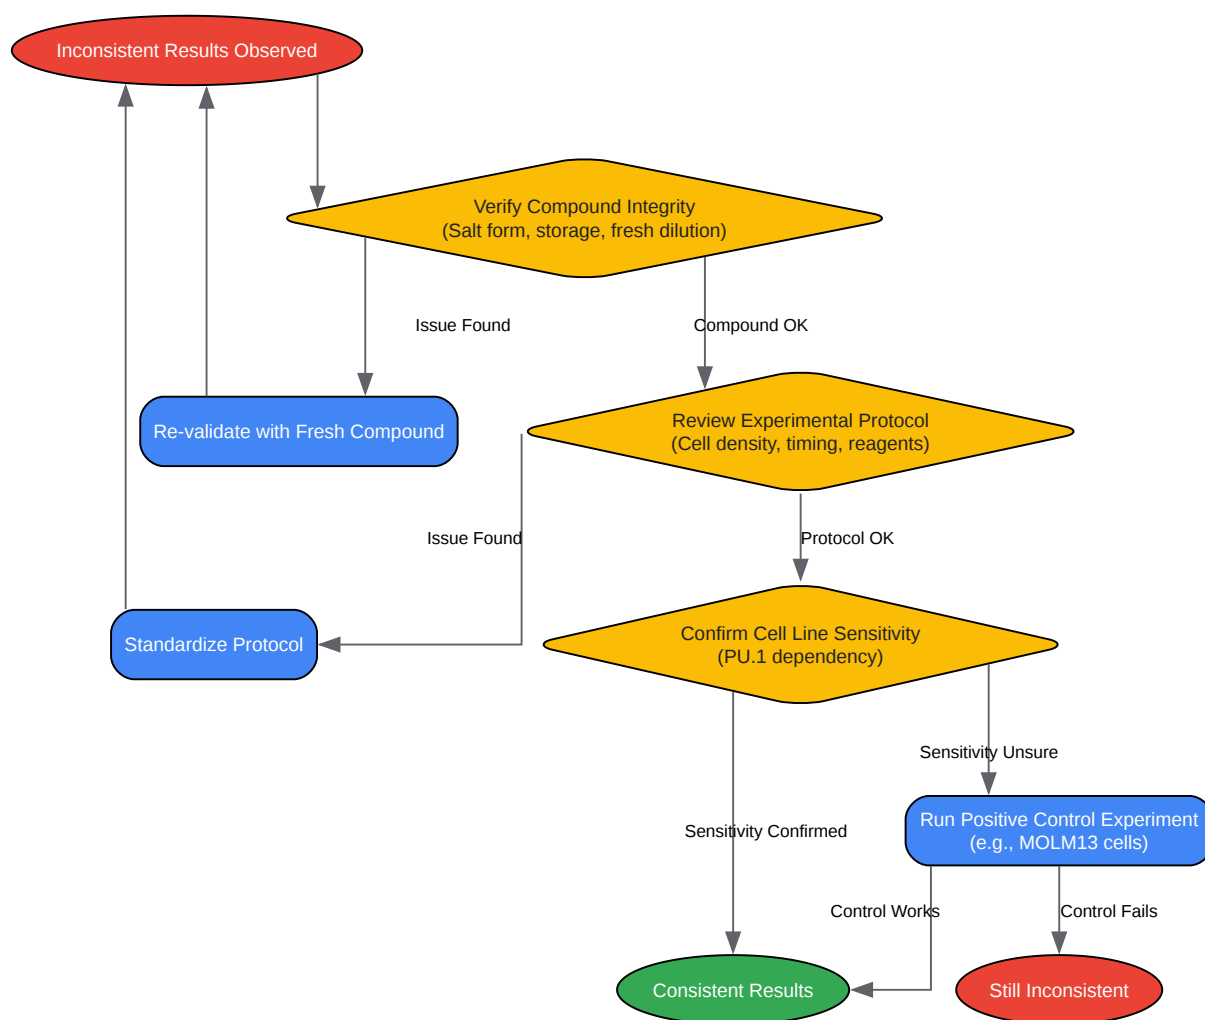 Inconsistent Results Observed
Verify Compound Integrity
(Salt form, storage, fresh dilution)
Issue Found
Compound OK
Re-validate with Fresh Compound
Review Experimental Protocol
(Cell density, timing, reagents)
Issue Found
Protocol OK
Standardize Protocol
Confirm Cell Line Sensitivity
(PU.1 dependency)
Sensitivity Unsure
Sensitivity Confirmed
Run Positive Control Experiment
(e.g., MOLM13 cells)
Control Works
Control Fails
Consistent Results
Still Inconsistent